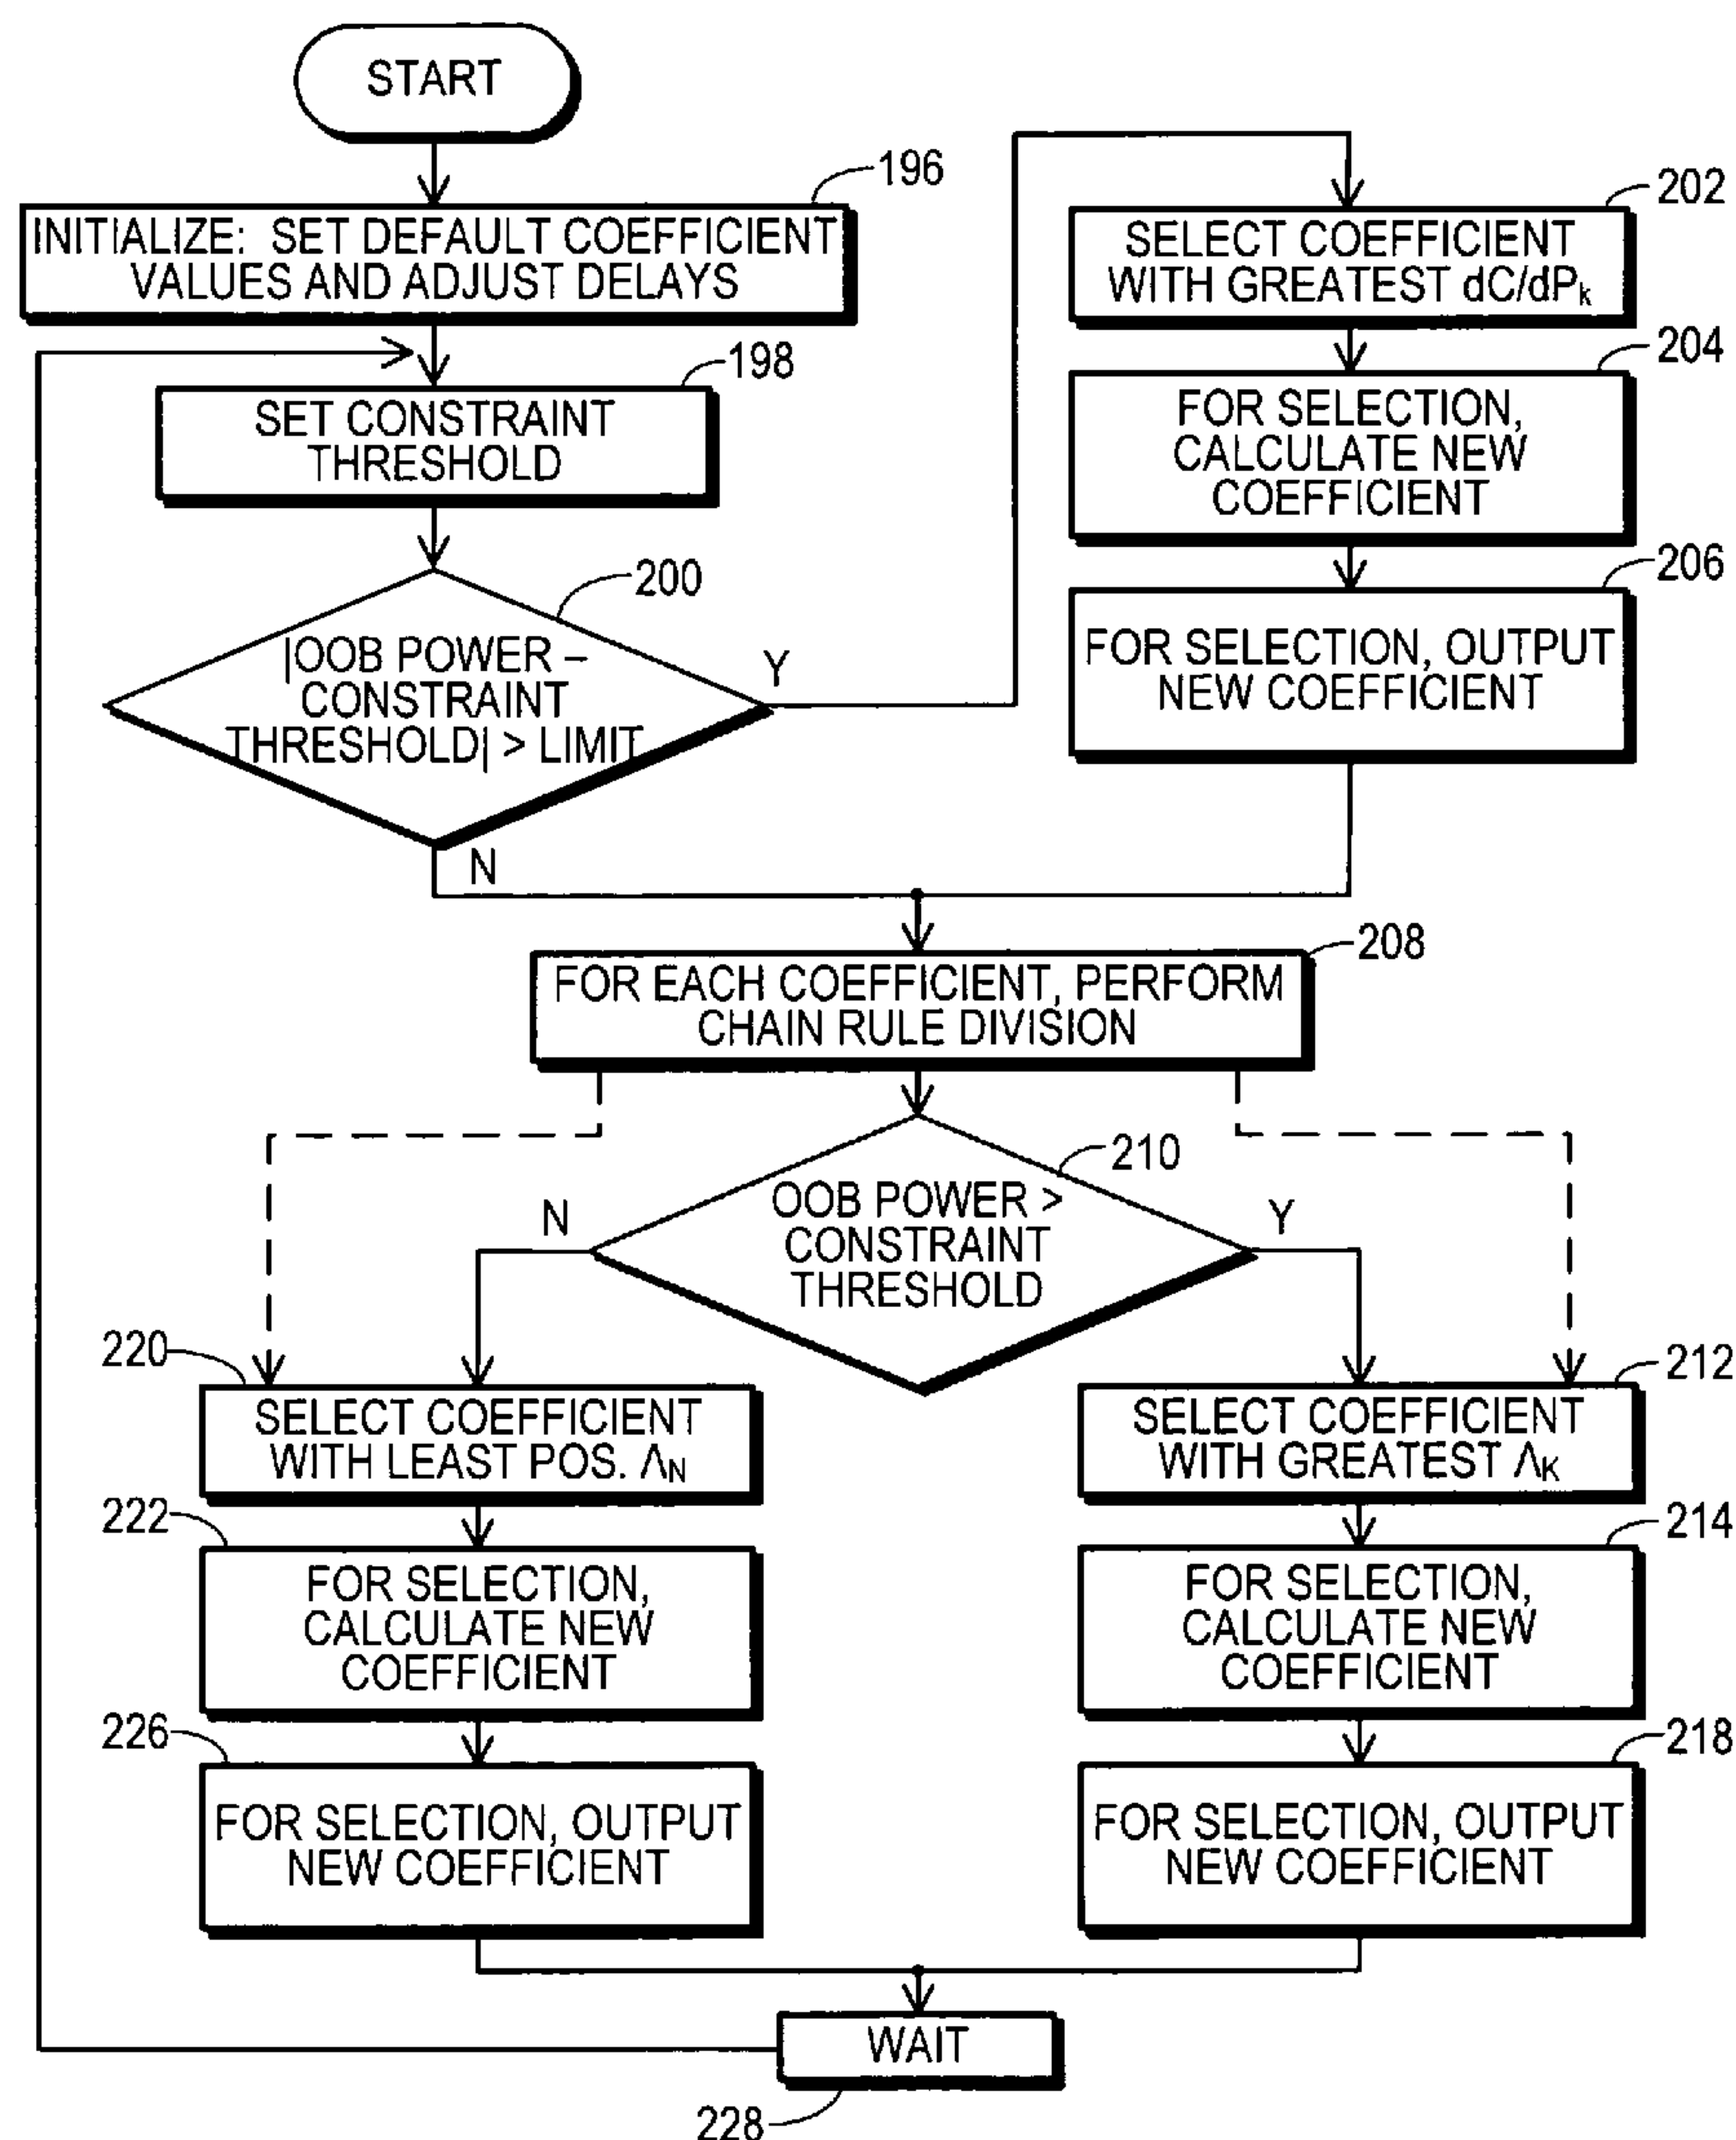 START
196
INITIALIZE: SET DEFAULT COEFFICIENT
VALUES AND ADJUST DELAYS
198
SET CONSTRAINT
THRESHOLD
200
|OOB POWER –
CONSTRAINT
THRESHOLD| > LIMIT
Y
N
202
SELECT COEFFICIENT
WITH GREATEST dC/dPk
204
FOR SELECTION,
CALCULATE NEW
COEFFICIENT
206
FOR SELECTION, OUTPUT
NEW COEFFICIENT
208
FOR EACH COEFFICIENT, PERFORM
CHAIN RULE DIVISION
210
OOB POWER >
CONSTRAINT
THRESHOLD
N
Y
220
SELECT COEFFICIENT
WITH LEAST POS. ΛN
222
FOR SELECTION,
CALCULATE NEW
COEFFICIENT
226
FOR SELECTION, OUTPUT
NEW COEFFICIENT
212
SELECT COEFFICIENT
WITH GREATEST ΛK
214
FOR SELECTION,
CALCULATE NEW
COEFFICIENT
218
FOR SELECTION, OUTPUT
NEW COEFFICIENT
WAIT
228